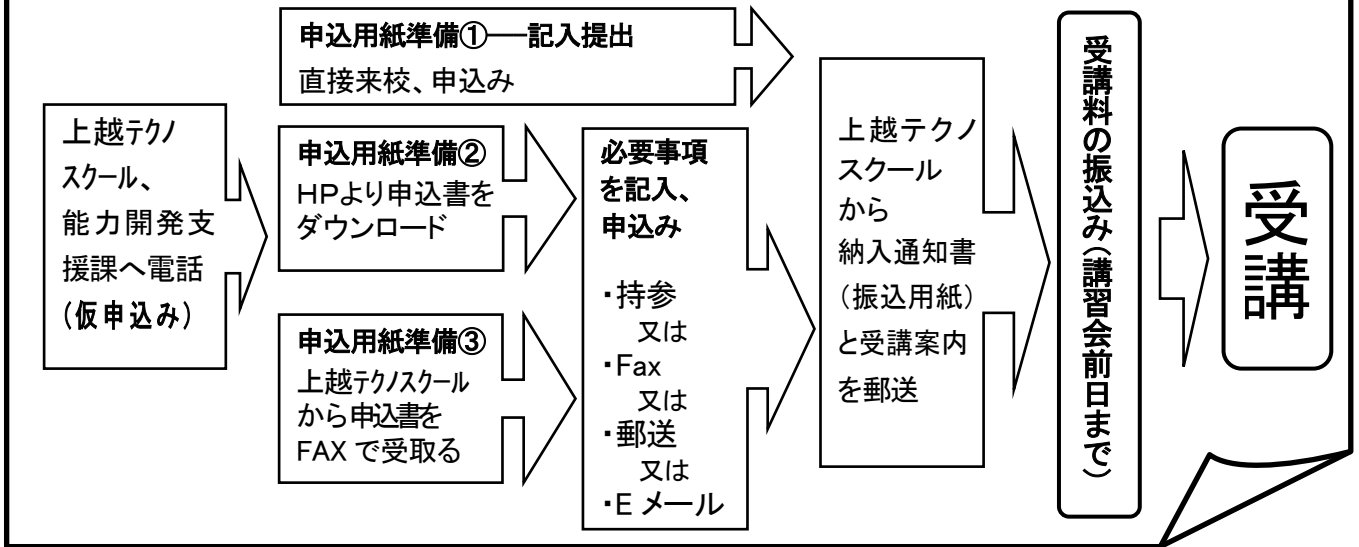 上越テクノ
スクール、
能力開発支
援課へ電話
(仮申込み)
申込用紙準備①──記入提出
直接来校、申込み
申込用紙準備②
HPより申込書を
ダウンロード
申込用紙準備③
上越テクノスクール
から申込書を
FAX で受取る
必要事項
を記入、
申込み
・持参
又は
・Fax
又は
・郵送
又は
・E メール
上越テクノ
スクール
から
納入通知書
(振込用紙)
と受講案内
を郵送
受講料の振込み(講習会前日まで)
受講